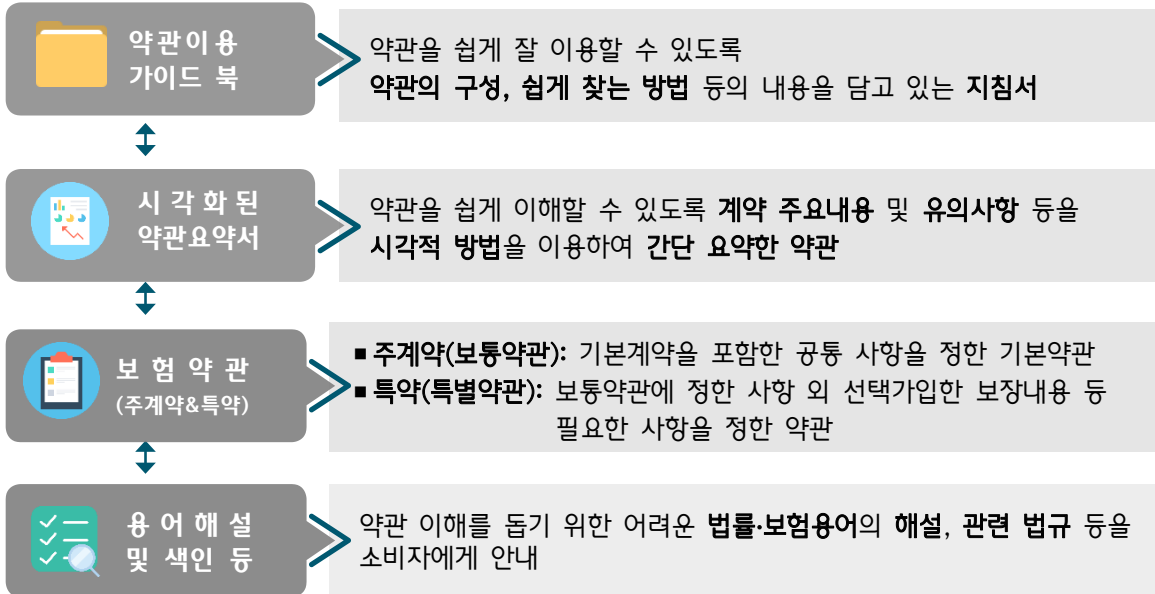 약관이용
가이드 북
약관을 쉽게 잘 이용할 수 있도록
약관의 구성, 쉽게 찾는 방법 등의 내용을 담고 있는 지침서
시각화된
약관요약서
약관을 쉽게 이해할 수 있도록 계약 주요내용 및 유의사항 등을
시각적 방법을 이용하여 간단 요약한 약관
보험약관
(주계약&특약)
▪ 주계약(보통약관): 기본계약을 포함한 공통 사항을 정한 기본약관
▪ 특약(특별약관): 보통약관에 정한 사항 외 선택가입한 보장내용 등
필요한 사항을 정한 약관
용어해설
및 색인 등
약관 이해를 돕기 위한 어려운 법률·보험용어의 해설, 관련 법규 등을
소비자에게 안내